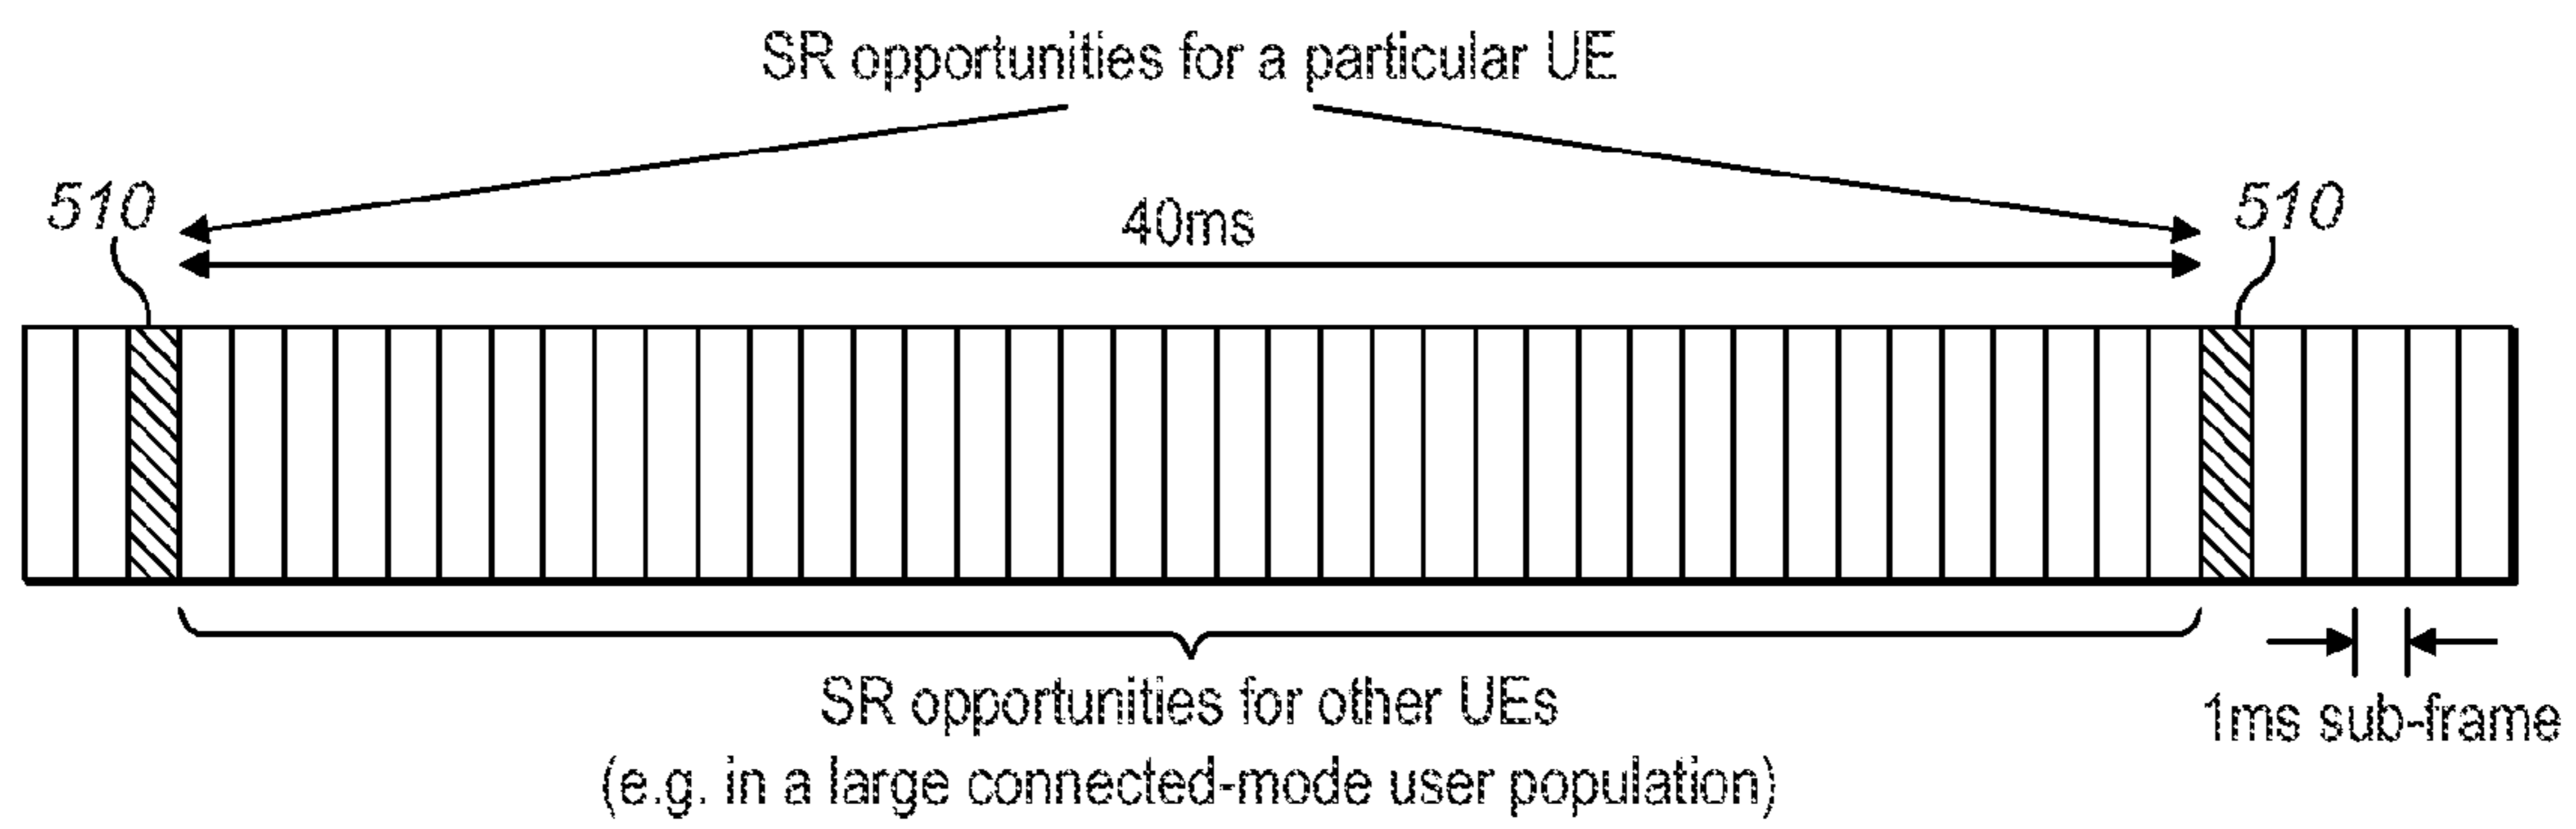 SR opportunities for a particular UE
510
40ms
510
SR opportunities for other UEs
(e.g. in a large connected-mode user population)
1ms sub-frame